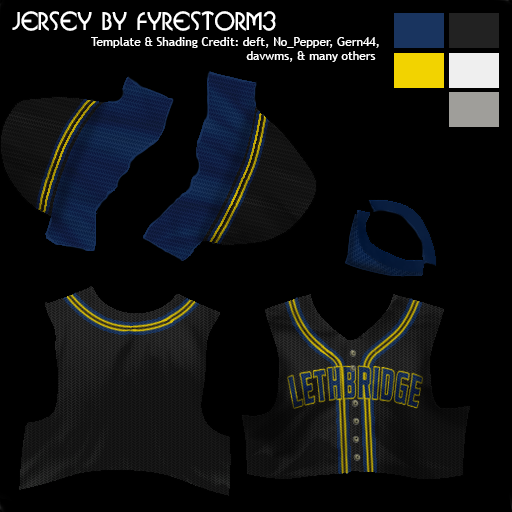 JERSEY BY FYRESTORM3
Template & Shading Credit: deft, No_Pepper, Gern44,
davwms, & many others
LETHBRIDGE